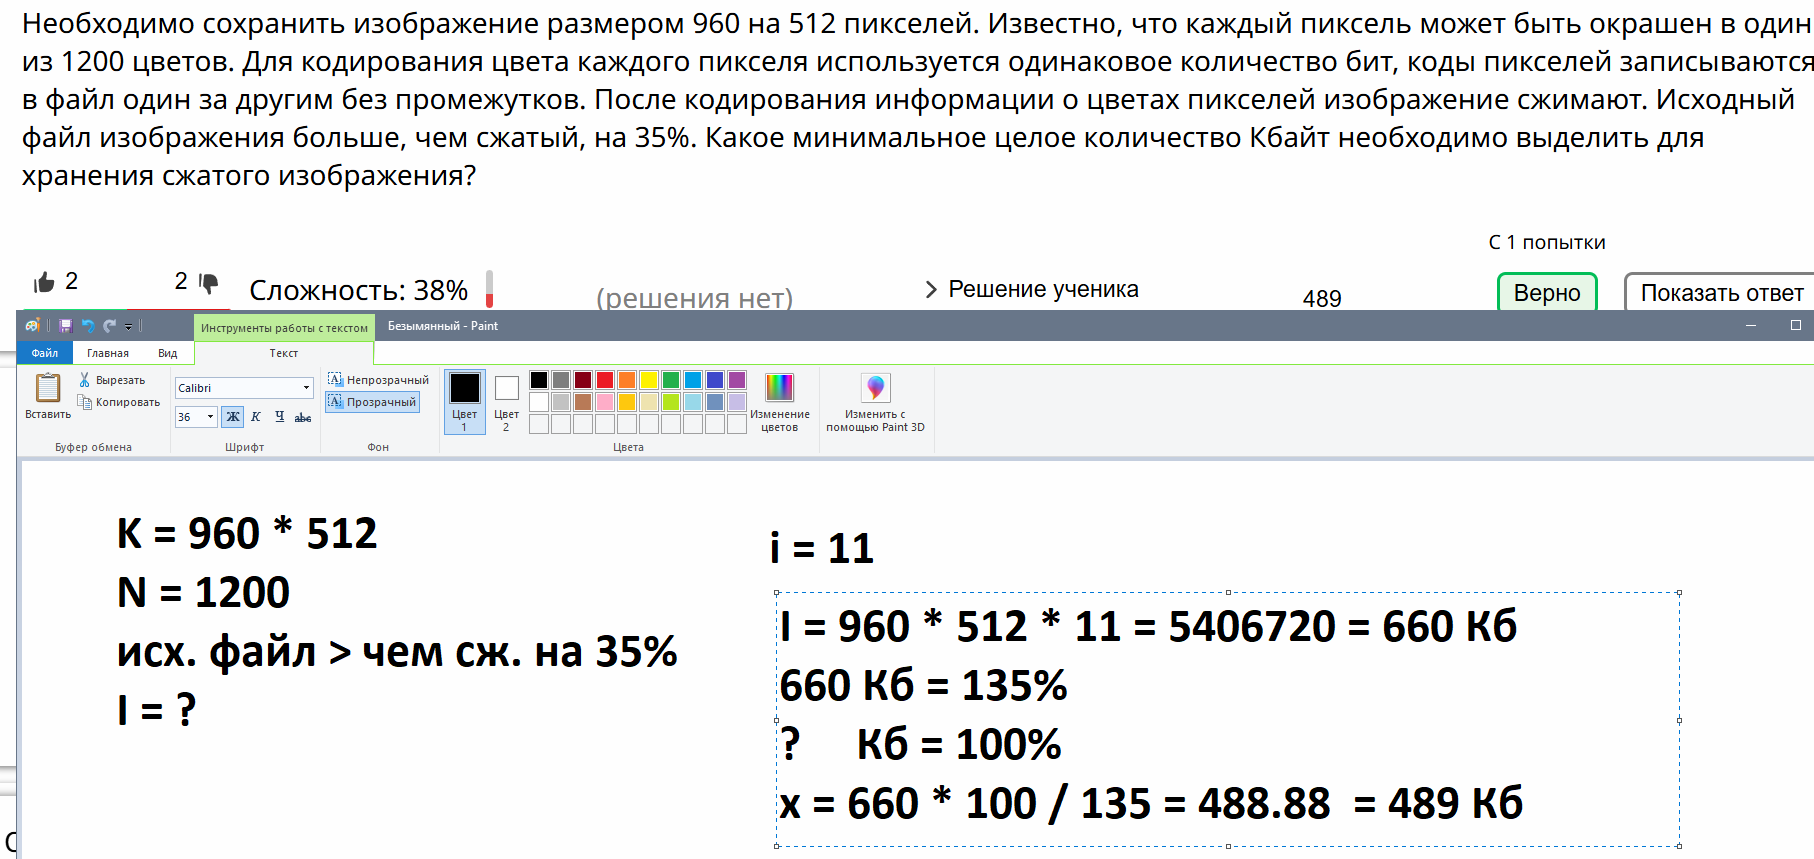 Необходимо сохранить изображение размером 960 на 512 пикселей. Известно, что каждый пиксель может быть окрашен в один
из 1200 цветов. Для кодирования цвета каждого пикселя используется одинаковое количество бит, коды пикселей записываются
в файл один за другим без промежутков. После кодирования информации о цветах пикселей изображение сжимают. Исходный
файл изображения больше, чем сжатый, на 35%. Какое минимальное целое количество Кбайт необходимо выделить для
хранения сжатого изображения?
С 1 попытки
2 2 Сложность: 38% (решения нет) Решение ученика 489 Верно Показать ответ
Инструменты работы с текстом Безымянный - Paint
Файл Главная Вид Текст
Вставить
Вырезать
Копировать
Буфер обмена
Calibri
36 Ж К Ч abc
Шрифт
Непрозрачный
Прозрачный
Фон
Цвет
1
Цвет
2
Цвета
Изменение
цветов
Изменить с
помощью Paint 3D
K = 960 * 512
N = 1200
исх. файл > чем сж. на 35%
I = ?
i = 11
I = 960 * 512 * 11 = 5406720 = 660 Кб
660 Кб = 135%
? Кб = 100%
x = 660 * 100 / 135 = 488.88 = 489 Кб